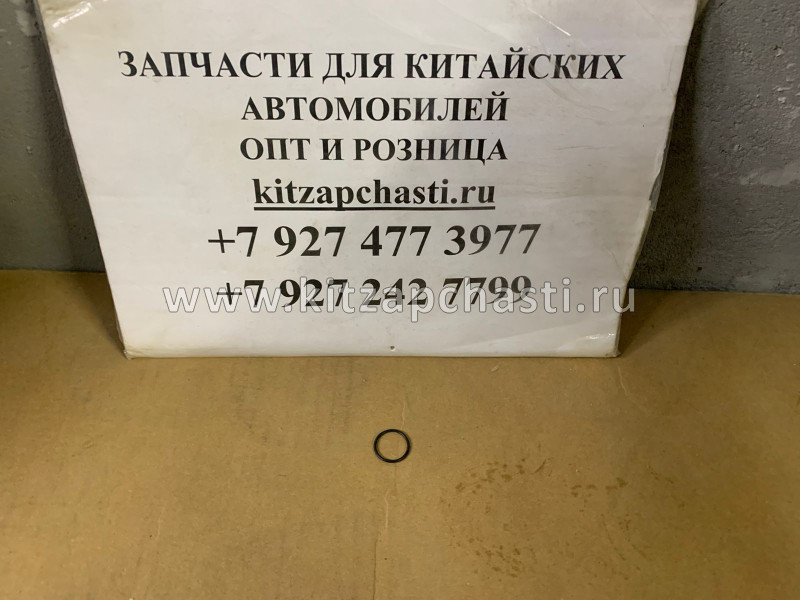 ЗАПЧАСТИ ДЛЯ КИТАЙСКИХ
АВТОМОБИЛЕЙ
ОПТ И РОЗНИЦА
kitzapchasti.ru
+7 927 477 3977
+7 927 242 7799
www.kitzapchasti.ru